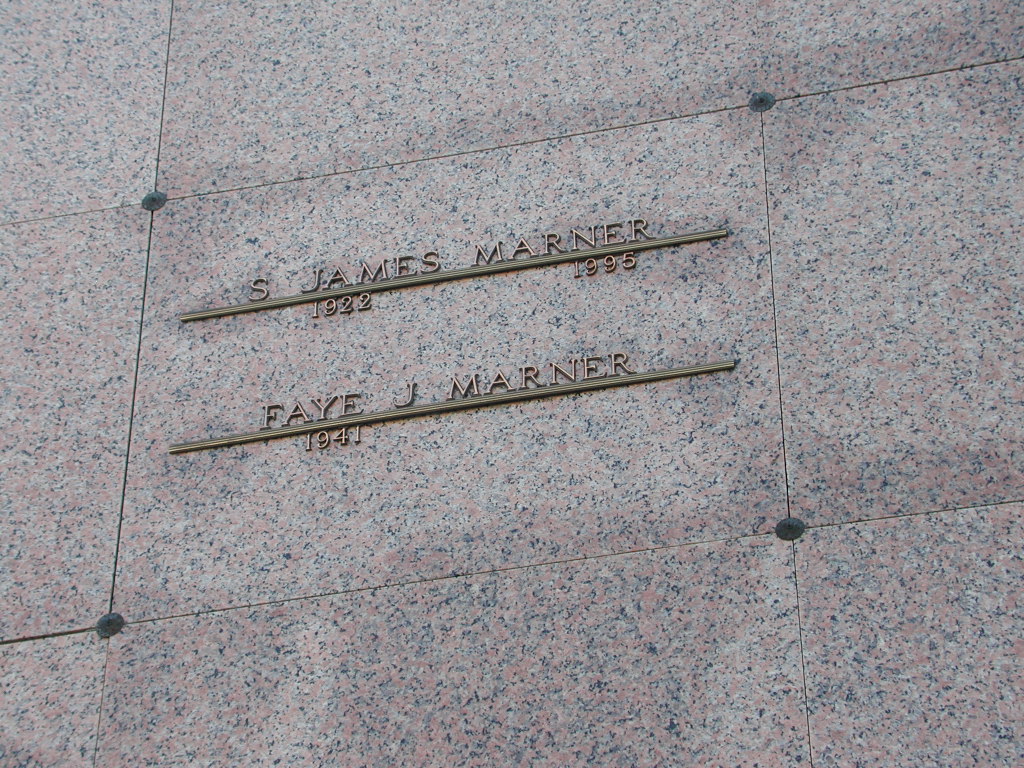 S JAMES MARNER
1922 1995
FAYE J MARNER
1941